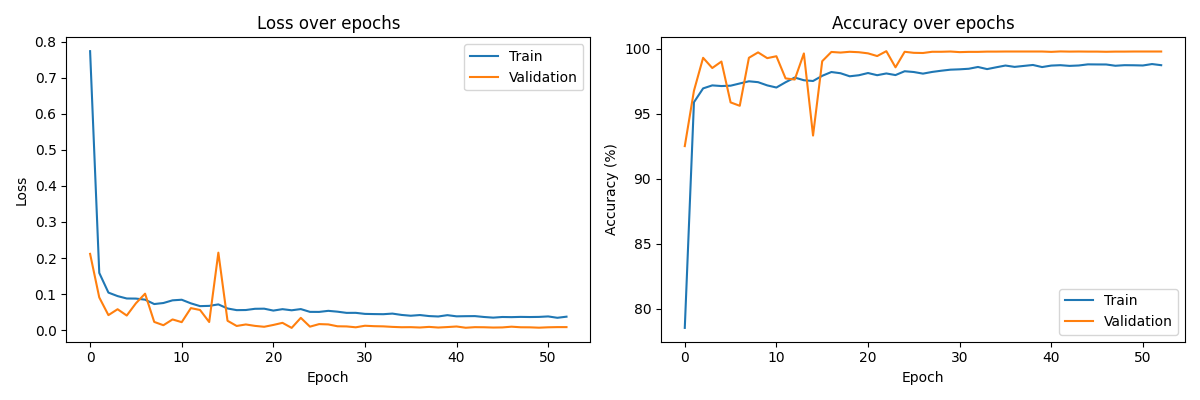 Loss over epochs
0.8
0.7
0.6
0.5
0.4
0.3
0.2
0.1
0.0
Loss
0 10 20 30 40 50
Epoch
Train
Validation
Accuracy over epochs
100
95
90
85
80
Accuracy (%)
0 10 20 30 40 50
Epoch
Train
Validation